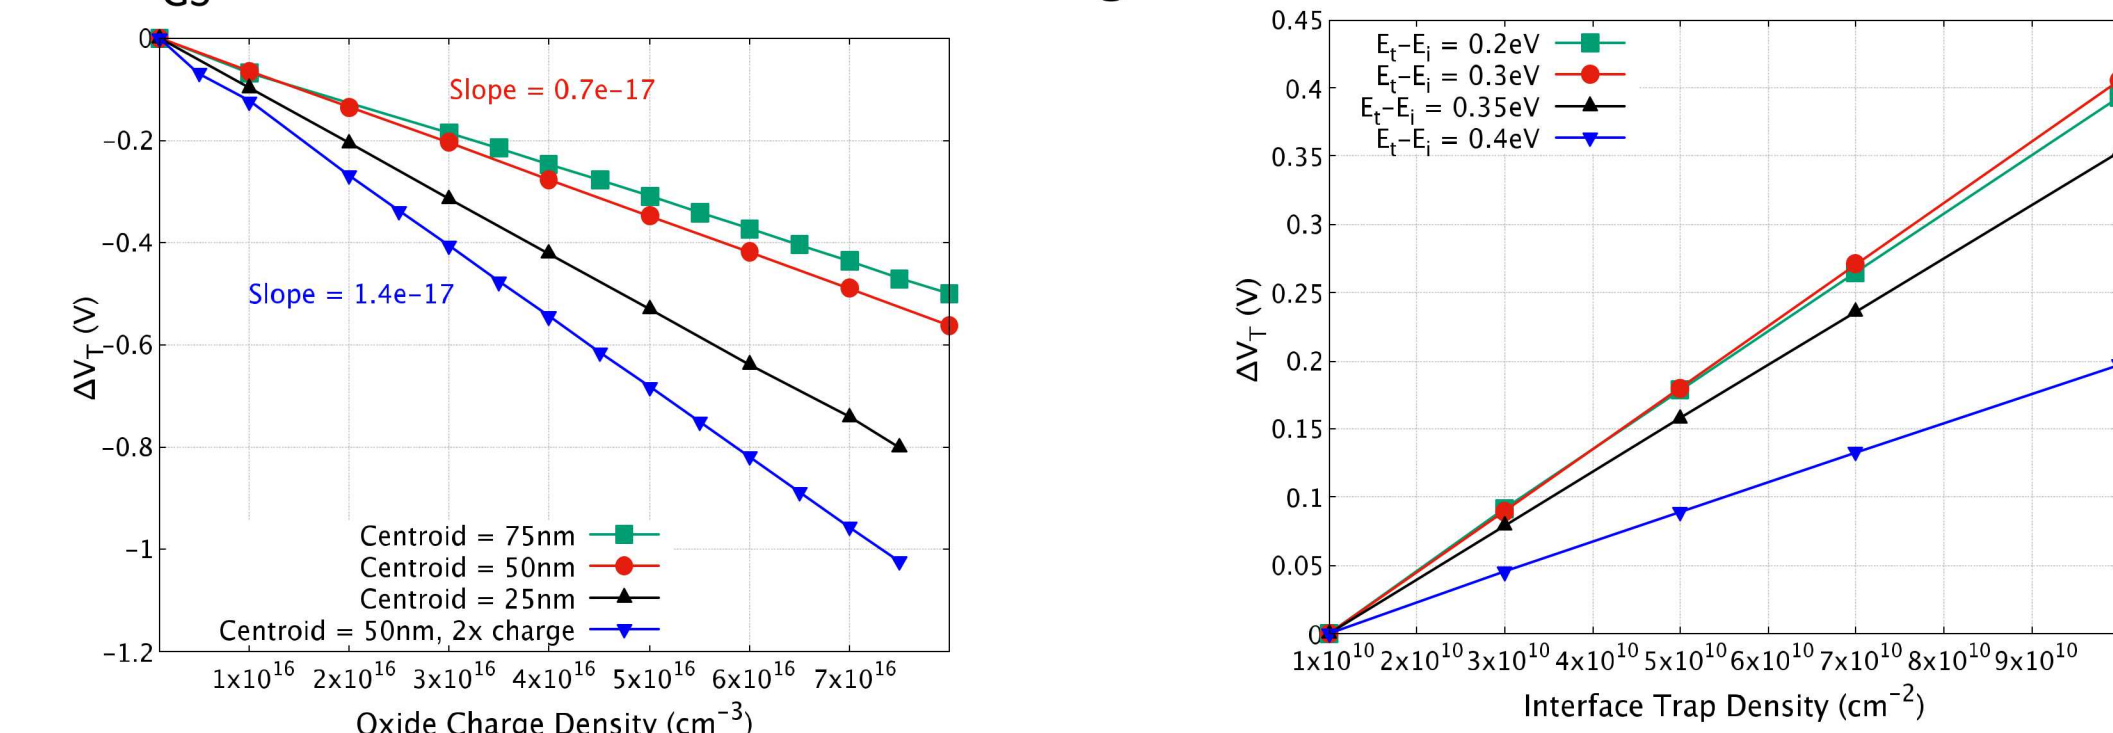 GS
0
−0.2
−0.4
−0.6
−0.8
−1
−1.2
ΔV_T (V)
Slope = 0.7e−17
Slope = 1.4e−17
Centroid = 75nm
Centroid = 50nm
Centroid = 25nm
Centroid = 50nm, 2x charge
1x10^16 2x10^16 3x10^16 4x10^16 5x10^16 6x10^16 7x10^16
Oxide Charge Density (cm^−3)
0.45
0.4
0.35
0.3
0.25
0.2
0.15
0.1
0.05
0
ΔV_T (V)
E_t−E_i = 0.2eV
E_t−E_i = 0.3eV
E_t−E_i = 0.35eV
E_t−E_i = 0.4eV
1x10^10 2x10^10 3x10^10 4x10^10 5x10^10 6x10^10 7x10^10 8x10^10 9x10^10
Interface Trap Density (cm^−2)